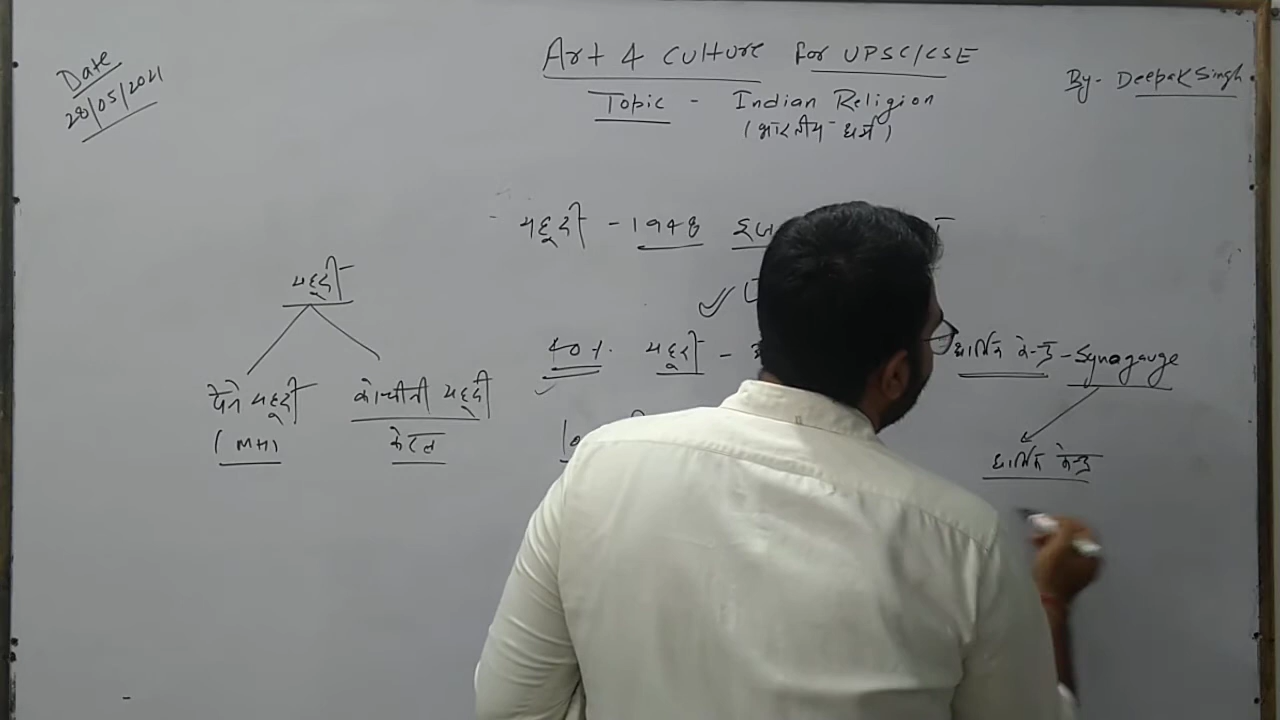 Date
28/05/2021
Art & Culture for UPSC/CSE
Topic - Indian Religion
(भारतीय धर्म)
By- Deepak Singh.
यहूदी - 1948
यहूदी
बेने यहूदी
(MH)
कोचीनी यहूदी
केरल
40% यहूदी -
धार्मिक केन्द्र - Synagauge
धार्मिक केन्द्र